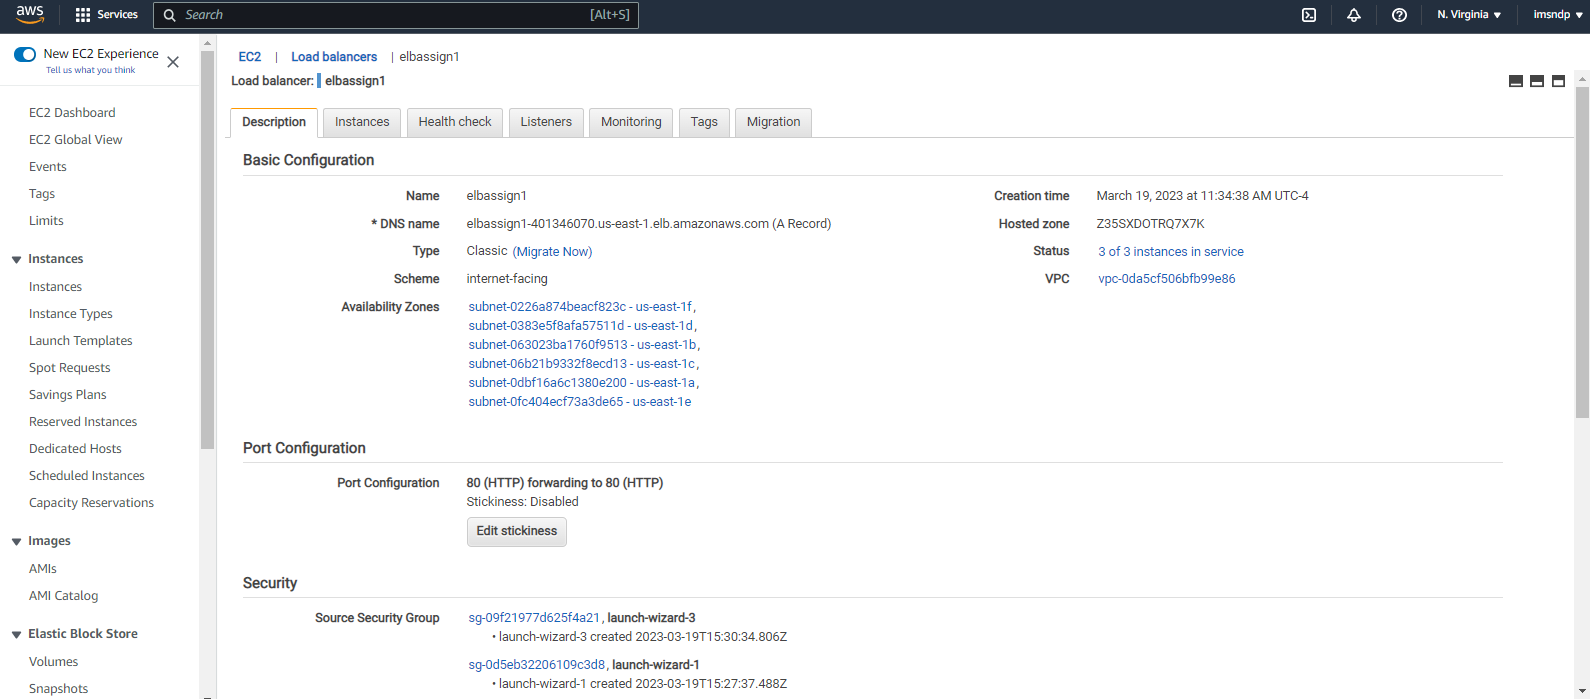 aws Services Search [Alt+S] N. Virginia imsndp
New EC2 Experience
Tell us what you think
EC2 Dashboard
EC2 Global View
Events
Tags
Limits
Instances
Instances
Instance Types
Launch Templates
Spot Requests
Savings Plans
Reserved Instances
Dedicated Hosts
Scheduled Instances
Capacity Reservations
Images
AMIs
AMI Catalog
Elastic Block Store
Volumes
Snapshots
EC2 | Load balancers | elbassign1
Load balancer: elbassign1
Description Instances Health check Listeners Monitoring Tags Migration
Basic Configuration
Name elbassign1
* DNS name elbassign1-401346070.us-east-1.elb.amazonaws.com (A Record)
Type Classic (Migrate Now)
Scheme internet-facing
Availability Zones subnet-0226a874beacf823c - us-east-1f,
subnet-0383e5f8afa57511d - us-east-1d,
subnet-063023ba1760f9513 - us-east-1b,
subnet-06b21b9332f8ecd13 - us-east-1c,
subnet-0dbf16a6c1380e200 - us-east-1a,
subnet-0fc404ecf73a3de65 - us-east-1e
Creation time March 19, 2023 at 11:34:38 AM UTC-4
Hosted zone Z35SXDOTRQ7X7K
Status 3 of 3 instances in service
VPC vpc-0da5cf506bfb99e86
Port Configuration
Port Configuration 80 (HTTP) forwarding to 80 (HTTP)
Stickiness: Disabled
Edit stickiness
Security
Source Security Group sg-09f21977d625f4a21, launch-wizard-3
• launch-wizard-3 created 2023-03-19T15:30:34.806Z
sg-0d5eb32206109c3d8, launch-wizard-1
• launch-wizard-1 created 2023-03-19T15:27:37.488Z